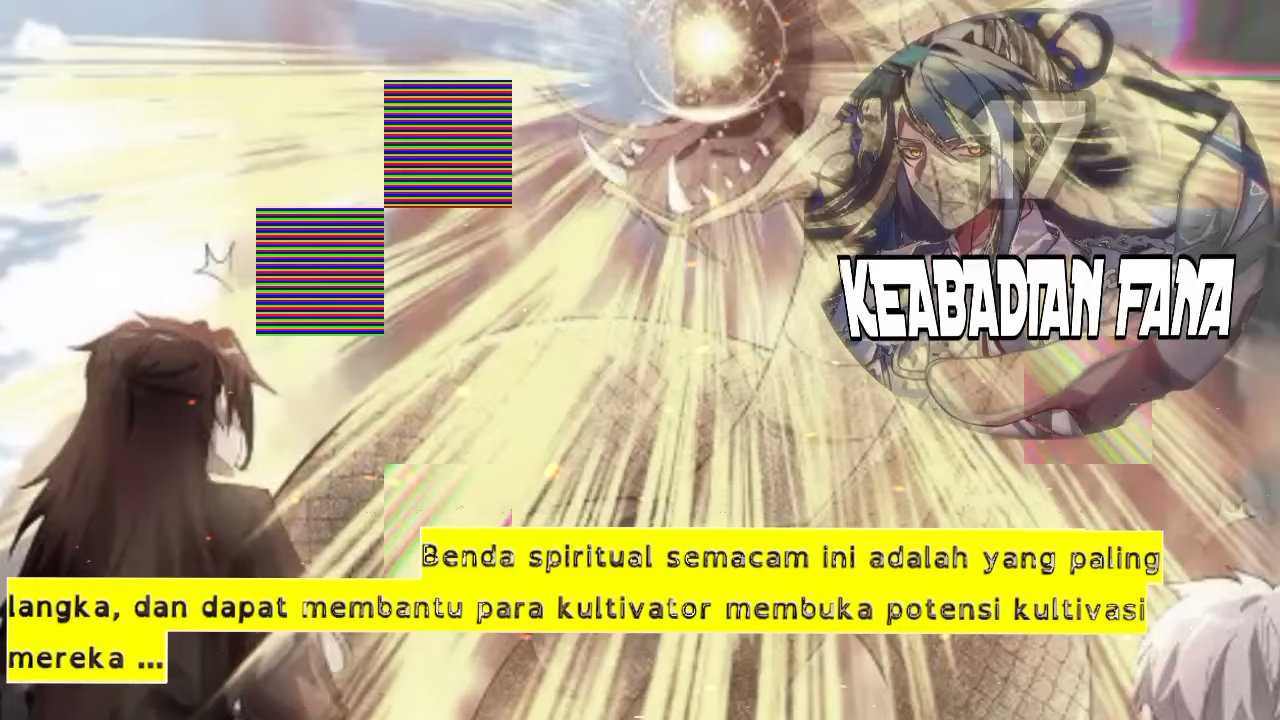 17
KEABADIAN FANA
Benda spiritual semacam ini adalah yang paling
langka, dan dapat membantu para kultivator membuka potensi kultivasi
mereka ...